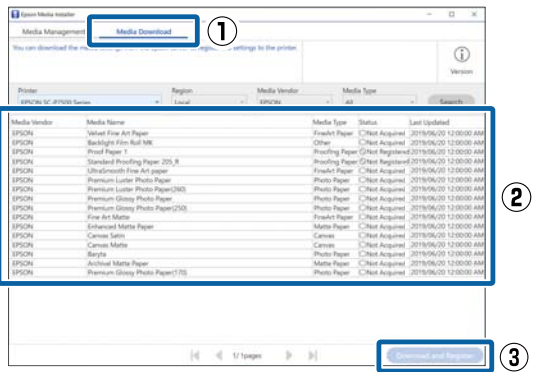 Epson Media Installer
Media Management Media Download ①
You can download the media settings from the Epson server to register settings to the printer.
Version
Printer Region Media Vendor Media Type
EPSON SC-P7500 Series Local EPSON All Search
Media Vendor Media Name Media Type Status Last Updated
EPSON Velvet Fine Art Paper FineArt Paper Not Acquired 2019/06/20 12:00:00 AM
EPSON Backlight Film Roll MK Other Not Acquired 2019/06/20 12:00:00 AM
EPSON Proof Paper 1 Proofing Paper Not Registered 2019/06/20 12:00:00 AM
EPSON Standard Proofing Paper 205_R Proofing Paper Not Registered 2019/06/20 12:00:00 AM
EPSON UltraSmooth Fine Art paper FineArt Paper Not Acquired 2019/06/20 12:00:00 AM
EPSON Premium Luster Photo Paper Photo Paper Not Acquired 2019/06/20 12:00:00 AM
EPSON Premium Luster Photo Paper(260) Photo Paper Not Acquired 2019/06/20 12:00:00 AM
EPSON Premium Glossy Photo Paper Photo Paper Not Acquired 2019/06/20 12:00:00 AM
EPSON Premium Glossy Photo Paper(250) Photo Paper Not Acquired 2019/06/20 12:00:00 AM
EPSON Fine Art Matte FineArt Paper Not Acquired 2019/06/20 12:00:00 AM
EPSON Enhanced Matte Paper Matte Paper Not Acquired 2019/06/20 12:00:00 AM
EPSON Canvas Satin Canvas Not Acquired 2019/06/20 12:00:00 AM
EPSON Canvas Matte Canvas Not Acquired 2019/06/20 12:00:00 AM
EPSON Baryta Photo Paper Not Acquired 2019/06/20 12:00:00 AM
EPSON Archival Matte Paper Matte Paper Not Acquired 2019/06/20 12:00:00 AM
EPSON Premium Glossy Photo Paper(170) Photo Paper Not Acquired 2019/06/20 12:00:00 AM
②
1/ 1pages Download and Register ③